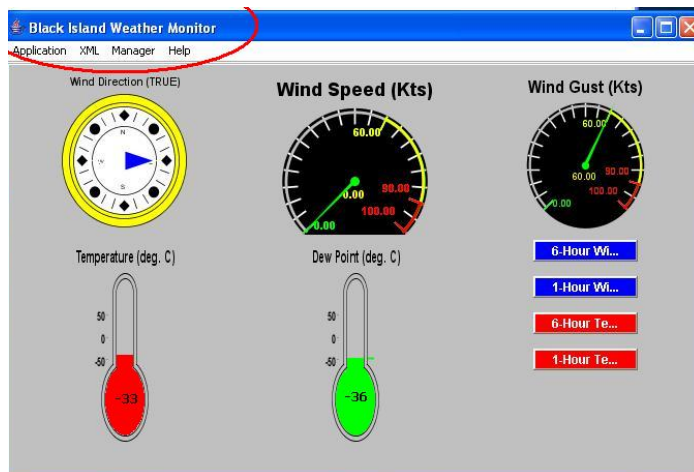 Black Island Weather Monitor
Application XML Manager Help
Wind Direction (TRUE)
N
S
Wind Speed (Kts)
60.00
90.00
0.00
100.00
0.00
Wind Gust (Kts)
60.00
90.00
60.00
100.00
0.00
6-Hour Wi...
1-Hour Wi...
6-Hour Te...
1-Hour Te...
Temperature (deg. C)
50
0
-50
-33
Dew Point (deg. C)
50
0
-50
-36